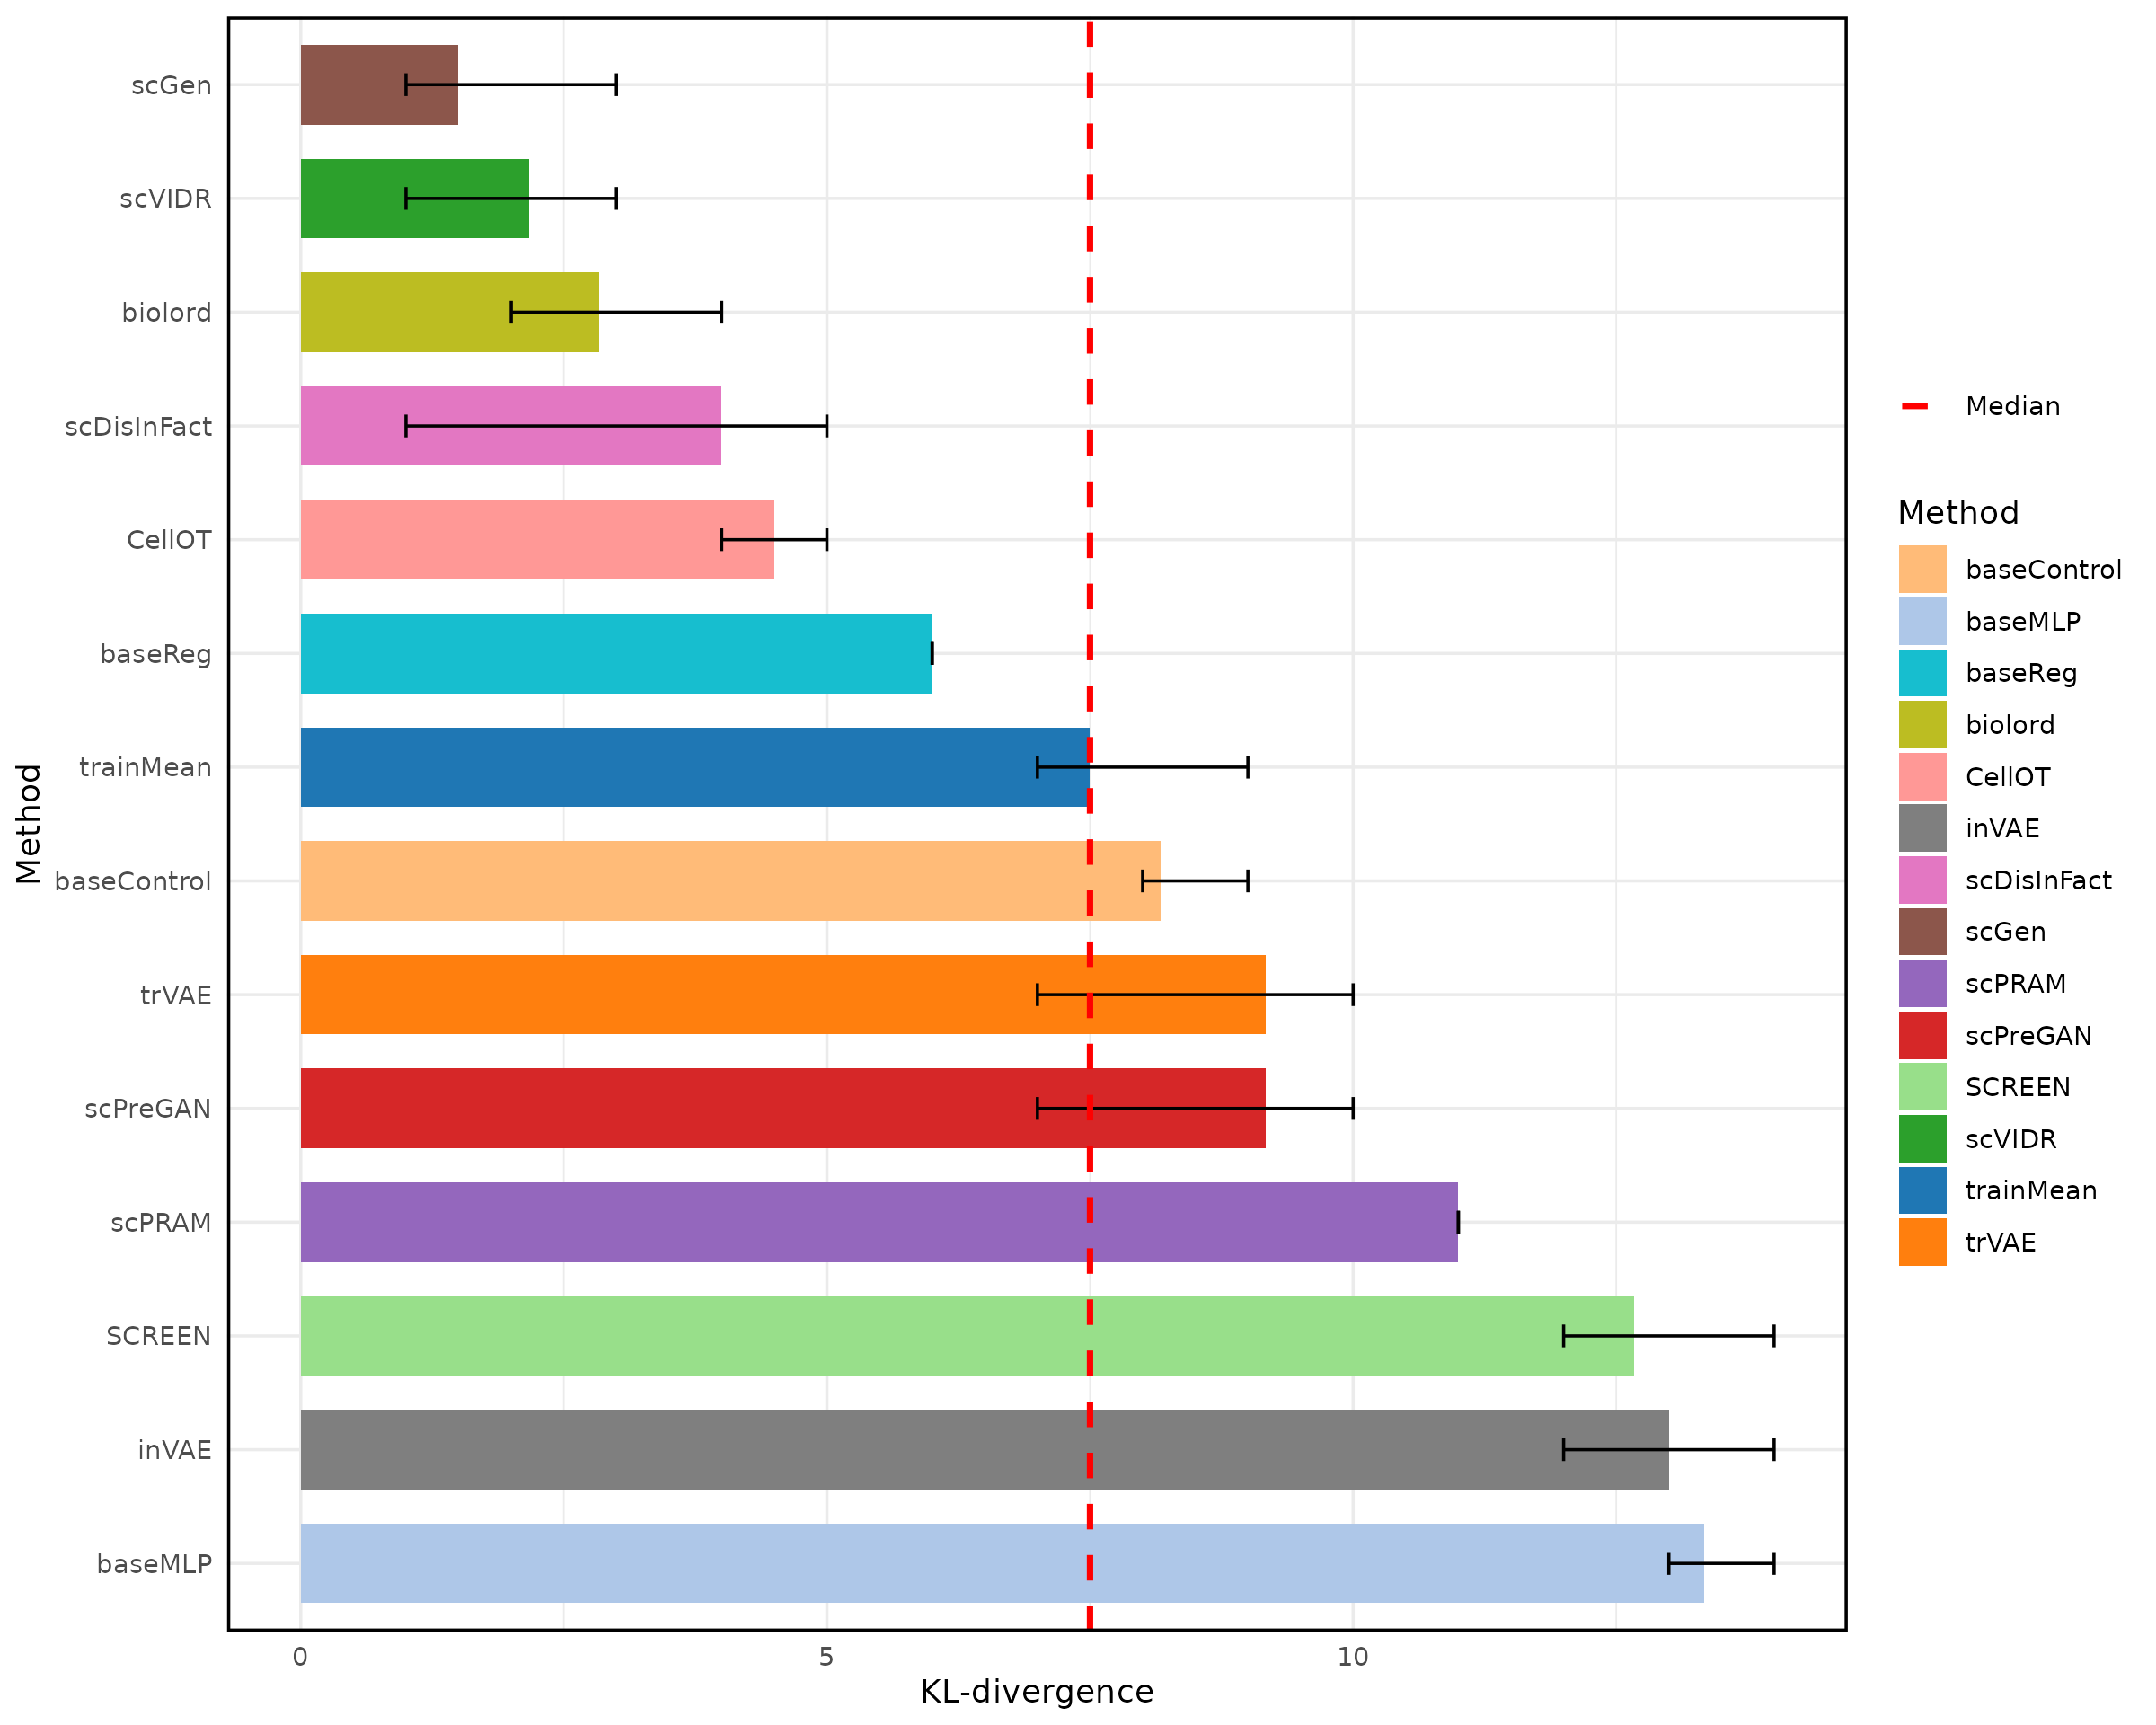 scGen
scVIDR
biolord
scDisInFact
CellOT
baseReg
trainMean
baseControl
trVAE
scPreGAN
scPRAM
SCREEN
inVAE
baseMLP
Method
0
5
10
KL-divergence
Median
Method
baseControl
baseMLP
baseReg
biolord
CellOT
inVAE
scDisInFact
scGen
scPRAM
scPreGAN
SCREEN
scVIDR
trainMean
trVAE